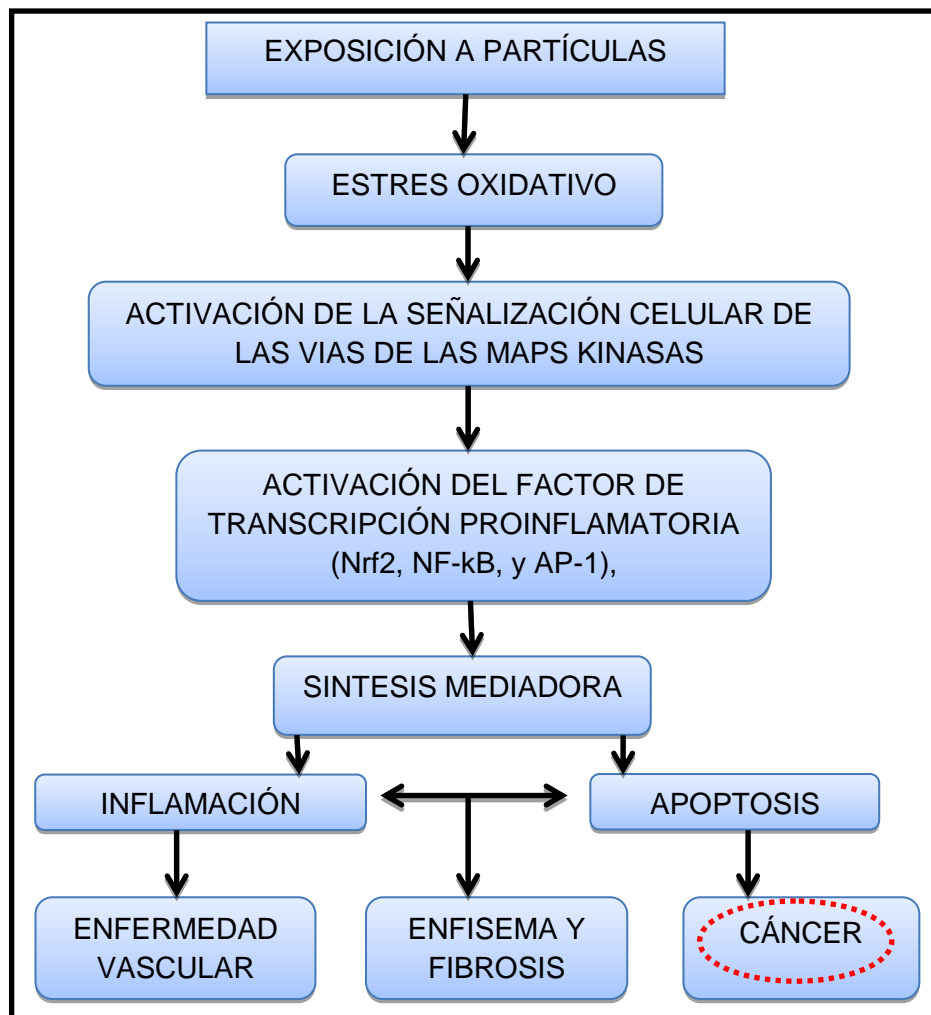 EXPOSICIÓN A PARTÍCULAS
ESTRES OXIDATIVO
ACTIVACIÓN DE LA SEÑALIZACIÓN CELULAR DE
LAS VIAS DE LAS MAPS KINASAS
ACTIVACIÓN DEL FACTOR DE
TRANSCRIPCIÓN PROINFLAMATORIA
(Nrf2, NF-kB, y AP-1),
SINTESIS MEDIADORA
INFLAMACIÓN
APOPTOSIS
ENFERMEDAD
VASCULAR
ENFISEMA Y
FIBROSIS
CÁNCER